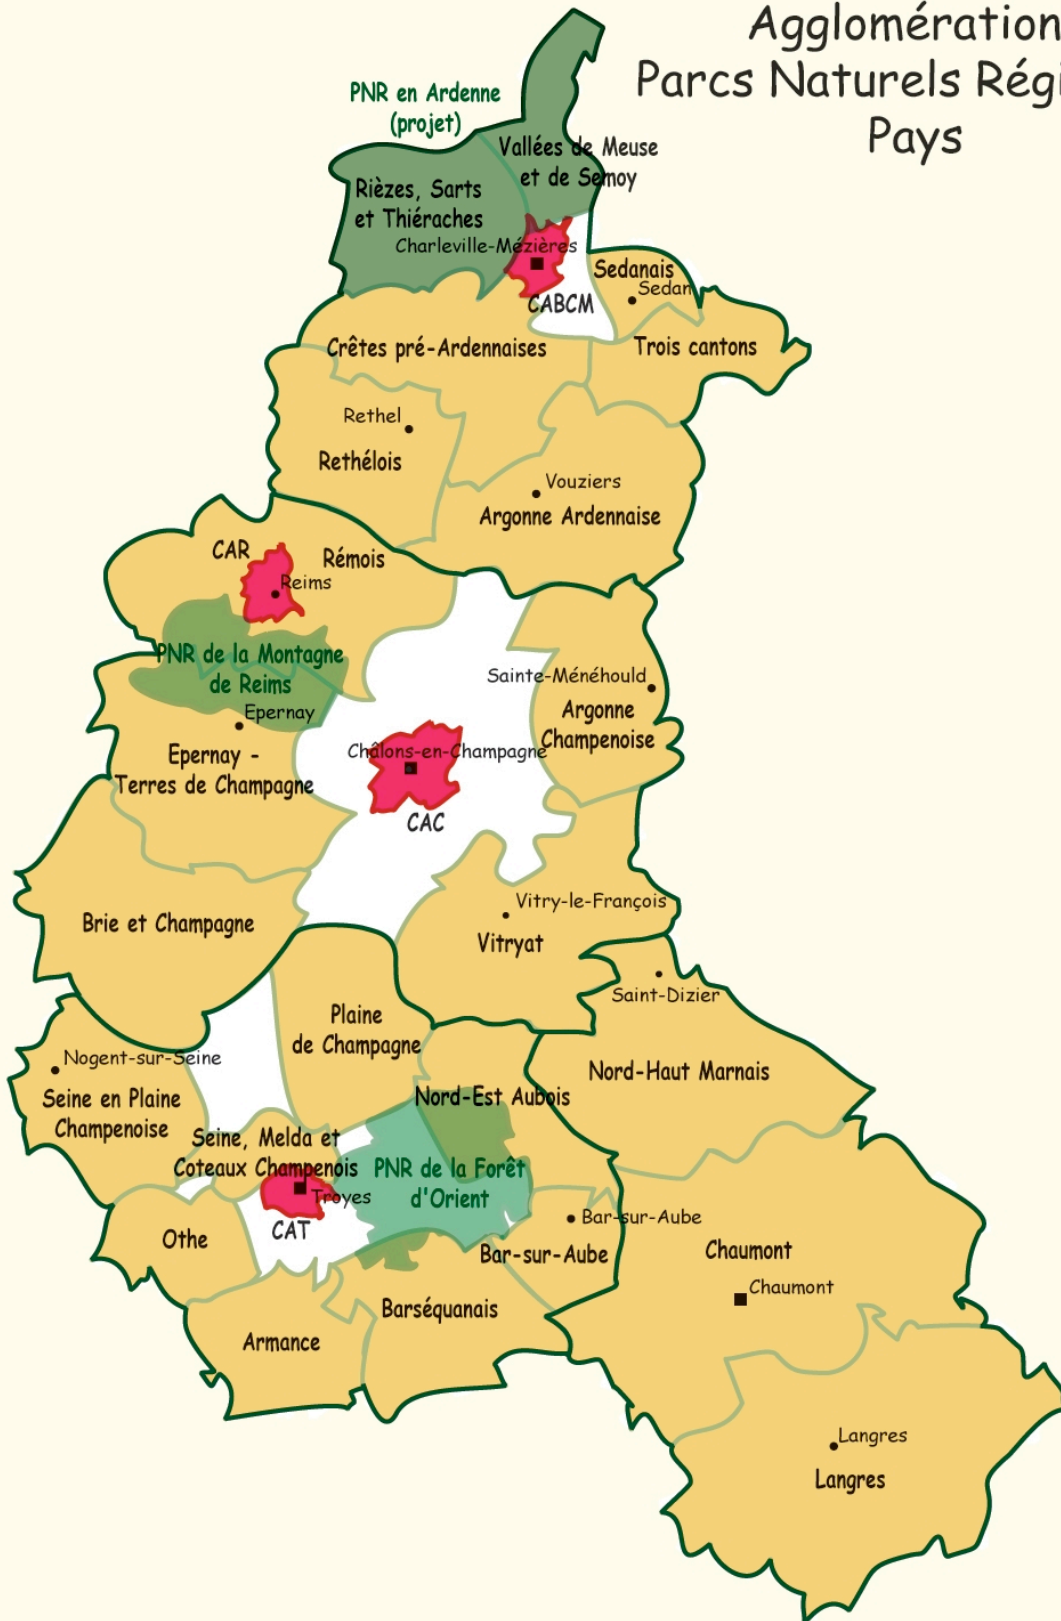 Agglomération
Parcs Naturels Régi
Pays
PNR en Ardenne
(projet)
Vallées de Meuse
et de Semoy
Rièzes, Sarts
et Thiéraches
Charleville-Mézières
CABCM
Sedanais
Sedan
Crêtes pré-Ardennaises
Trois cantons
Rethel
Rethélois
Vouziers
Argonne Ardennaise
CAR
Rémois
Reims
PNR de la Montagne
de Reims
Sainte-Ménéhould
Argonne
Champenoise
Epernay
Epernay -
Terres de Champagne
Châlons-en-Champagne
CAC
Brie et Champagne
Vitry-le-François
Vitryat
Saint-Dizier
Plaine
de Champagne
Nogent-sur-Seine
Seine en Plaine
Champenoise
Nord-Haut Marnais
Nord-Est Aubois
Seine, Melda et
Coteaux Champenois
PNR de la Forêt
d'Orient
Troyes
CAT
Othe
Bar-sur-Aube
Bar-sur-Aube
Chaumont
Chaumont
Barséquanais
Armance
Langres
Langres